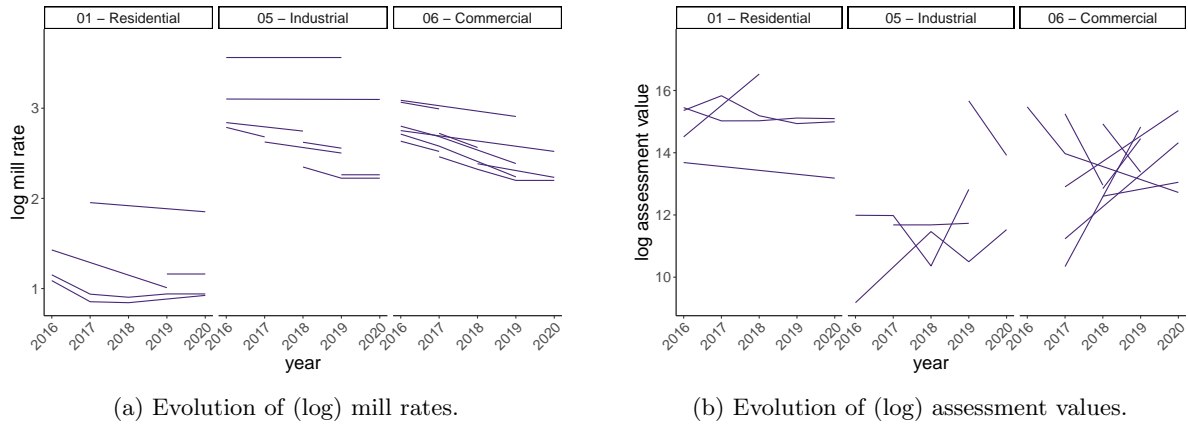 01 – Residential 05 – Industrial 06 – Commercial
log mill rate
3
2
1
2016 2017 2018 2019 2020 2016 2017 2018 2019 2020 2016 2017 2018 2019 2020
year
(a) Evolution of (log) mill rates.
01 – Residential 05 – Industrial 06 – Commercial
log assessment value
16
14
12
10
2016 2017 2018 2019 2020 2016 2017 2018 2019 2020 2016 2017 2018 2019 2020
year
(b) Evolution of (log) assessment values.